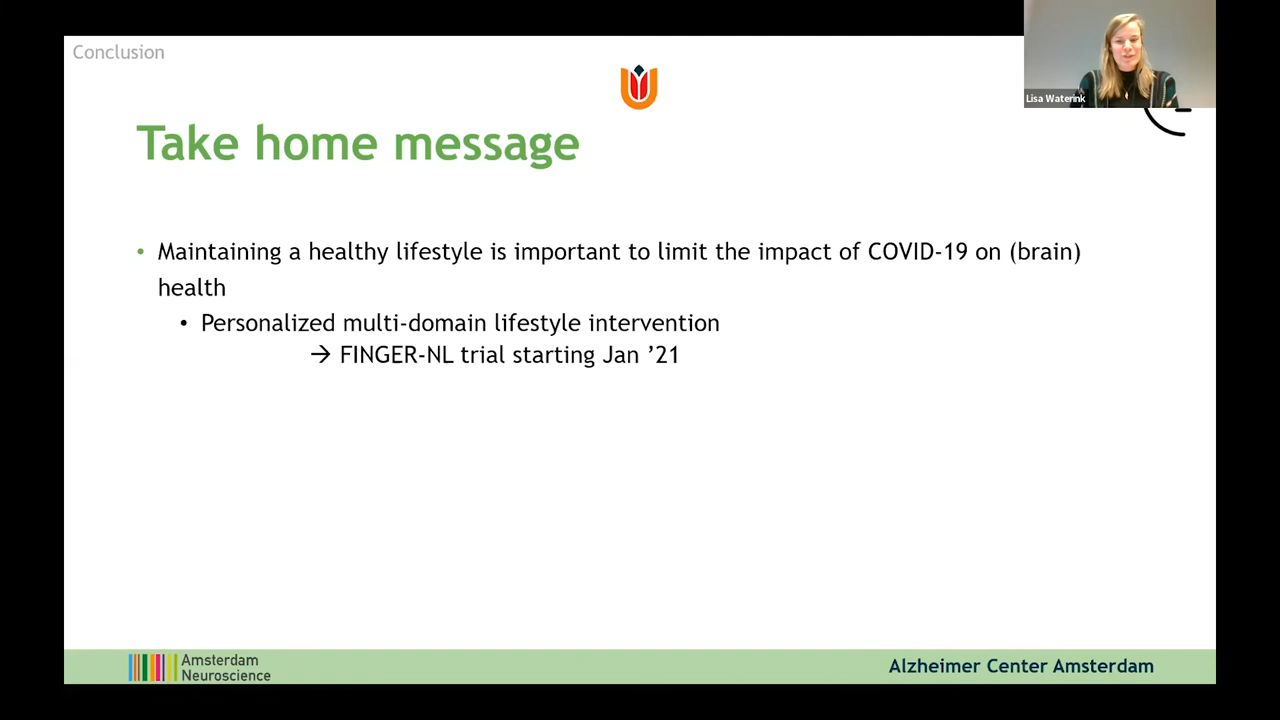 Conclusion
Lisa Waterink
Take home message
• Maintaining a healthy lifestyle is important to limit the impact of COVID-19 on (brain)
health
• Personalized multi-domain lifestyle intervention
→ FINGER-NL trial starting Jan ’21
Amsterdam
Neuroscience
Alzheimer Center Amsterdam